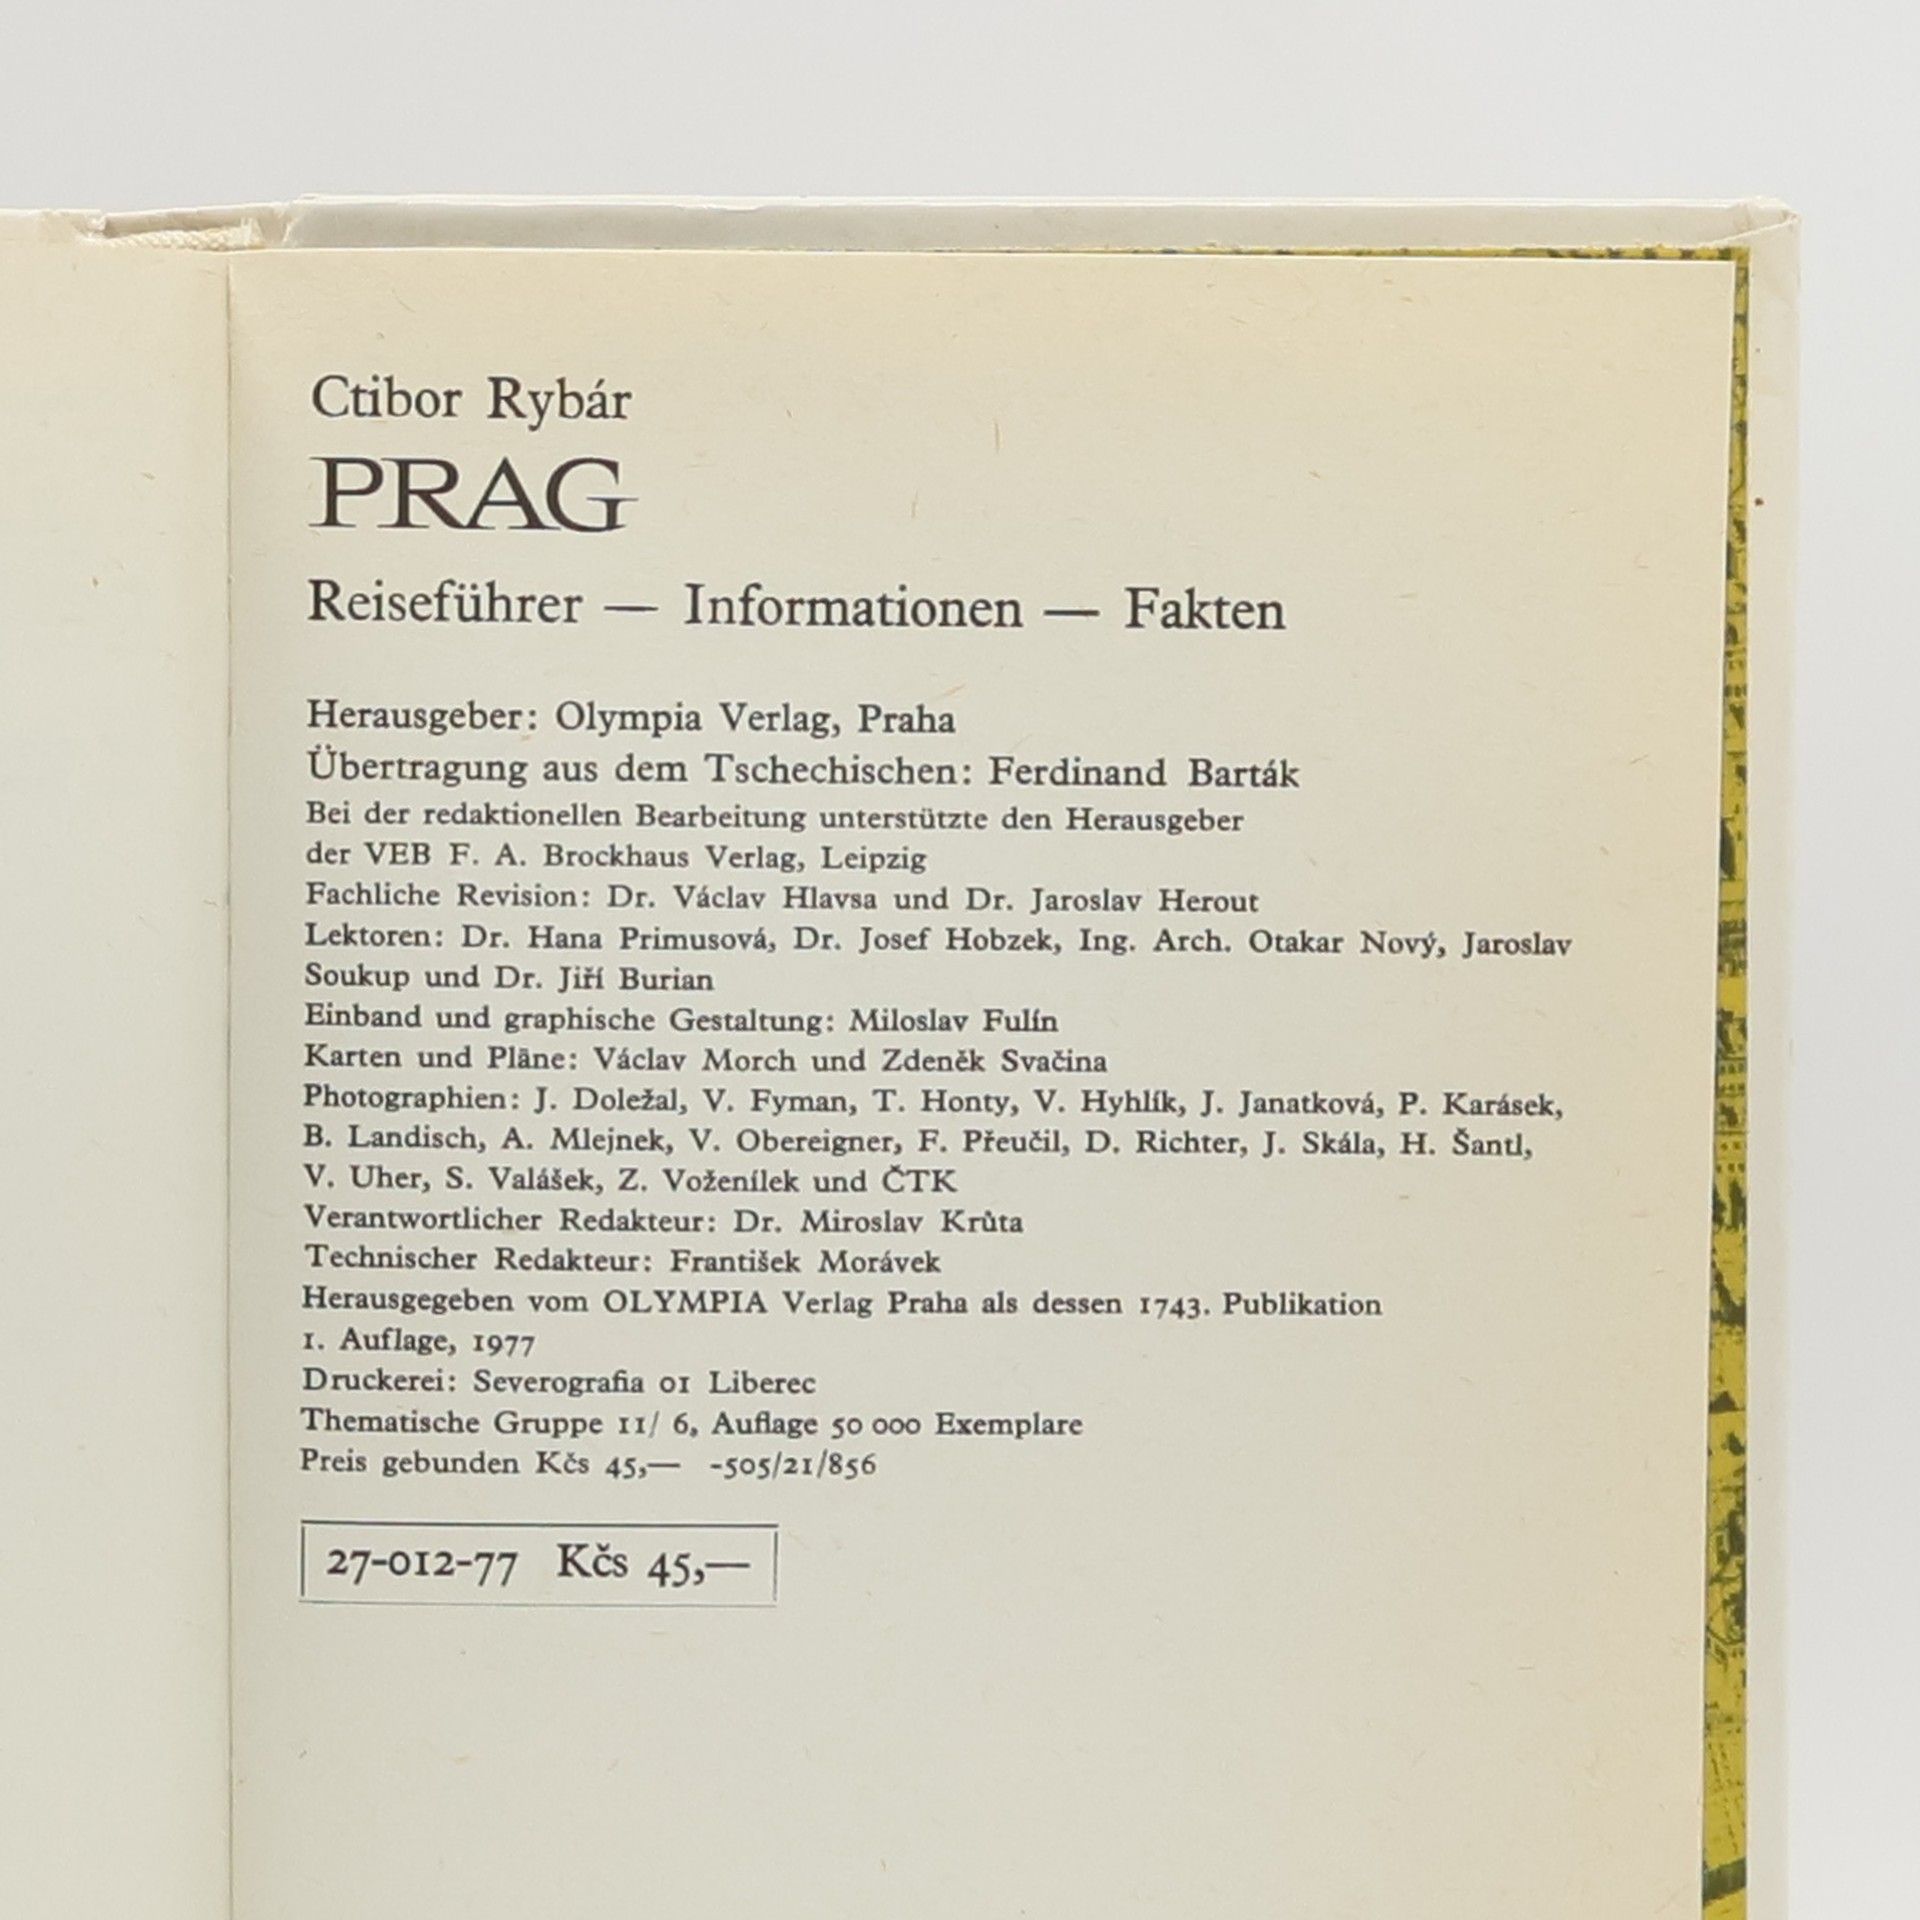 Ctibor Rybár
PRAG
Reiseführer — Informationen — Fakten
Herausgeber: Olympia Verlag, Praha
Übertragung aus dem Tschechischen: Ferdinand Barták
Bei der redaktionellen Bearbeitung unterstützte den Herausgeber
der VEB F. A. Brockhaus Verlag, Leipzig
Fachliche Revision: Dr. Václav Hlavsa und Dr. Jaroslav Herout
Lektoren: Dr. Hana Primusová, Dr. Josef Hobzek, Ing. Arch. Otakar Nový, Jaroslav
Soukup und Dr. Jiří Burian
Einband und graphische Gestaltung: Miloslav Fulín
Karten und Pläne: Václav Morch und Zdeněk Svačina
Photographien: J. Doležal, V. Fyman, T. Honty, V. Hyhlík, J. Janatková, P. Karásek,
B. Landisch, A. Mlejnek, V. Obereigner, F. Přeučil, D. Richter, J. Skála, H. Šantl,
V. Uher, S. Valášek, Z. Voženílek und ČTK
Verantwortlicher Redakteur: Dr. Miroslav Krůta
Technischer Redakteur: František Morávek
Herausgegeben vom OLYMPIA Verlag Praha als dessen 1743. Publikation
1. Auflage, 1977
Druckerei: Severografia 01 Liberec
Thematische Gruppe 11/ 6, Auflage 50 000 Exemplare
Preis gebunden Kčs 45,— -505/21/856
27-012-77 Kčs 45,—